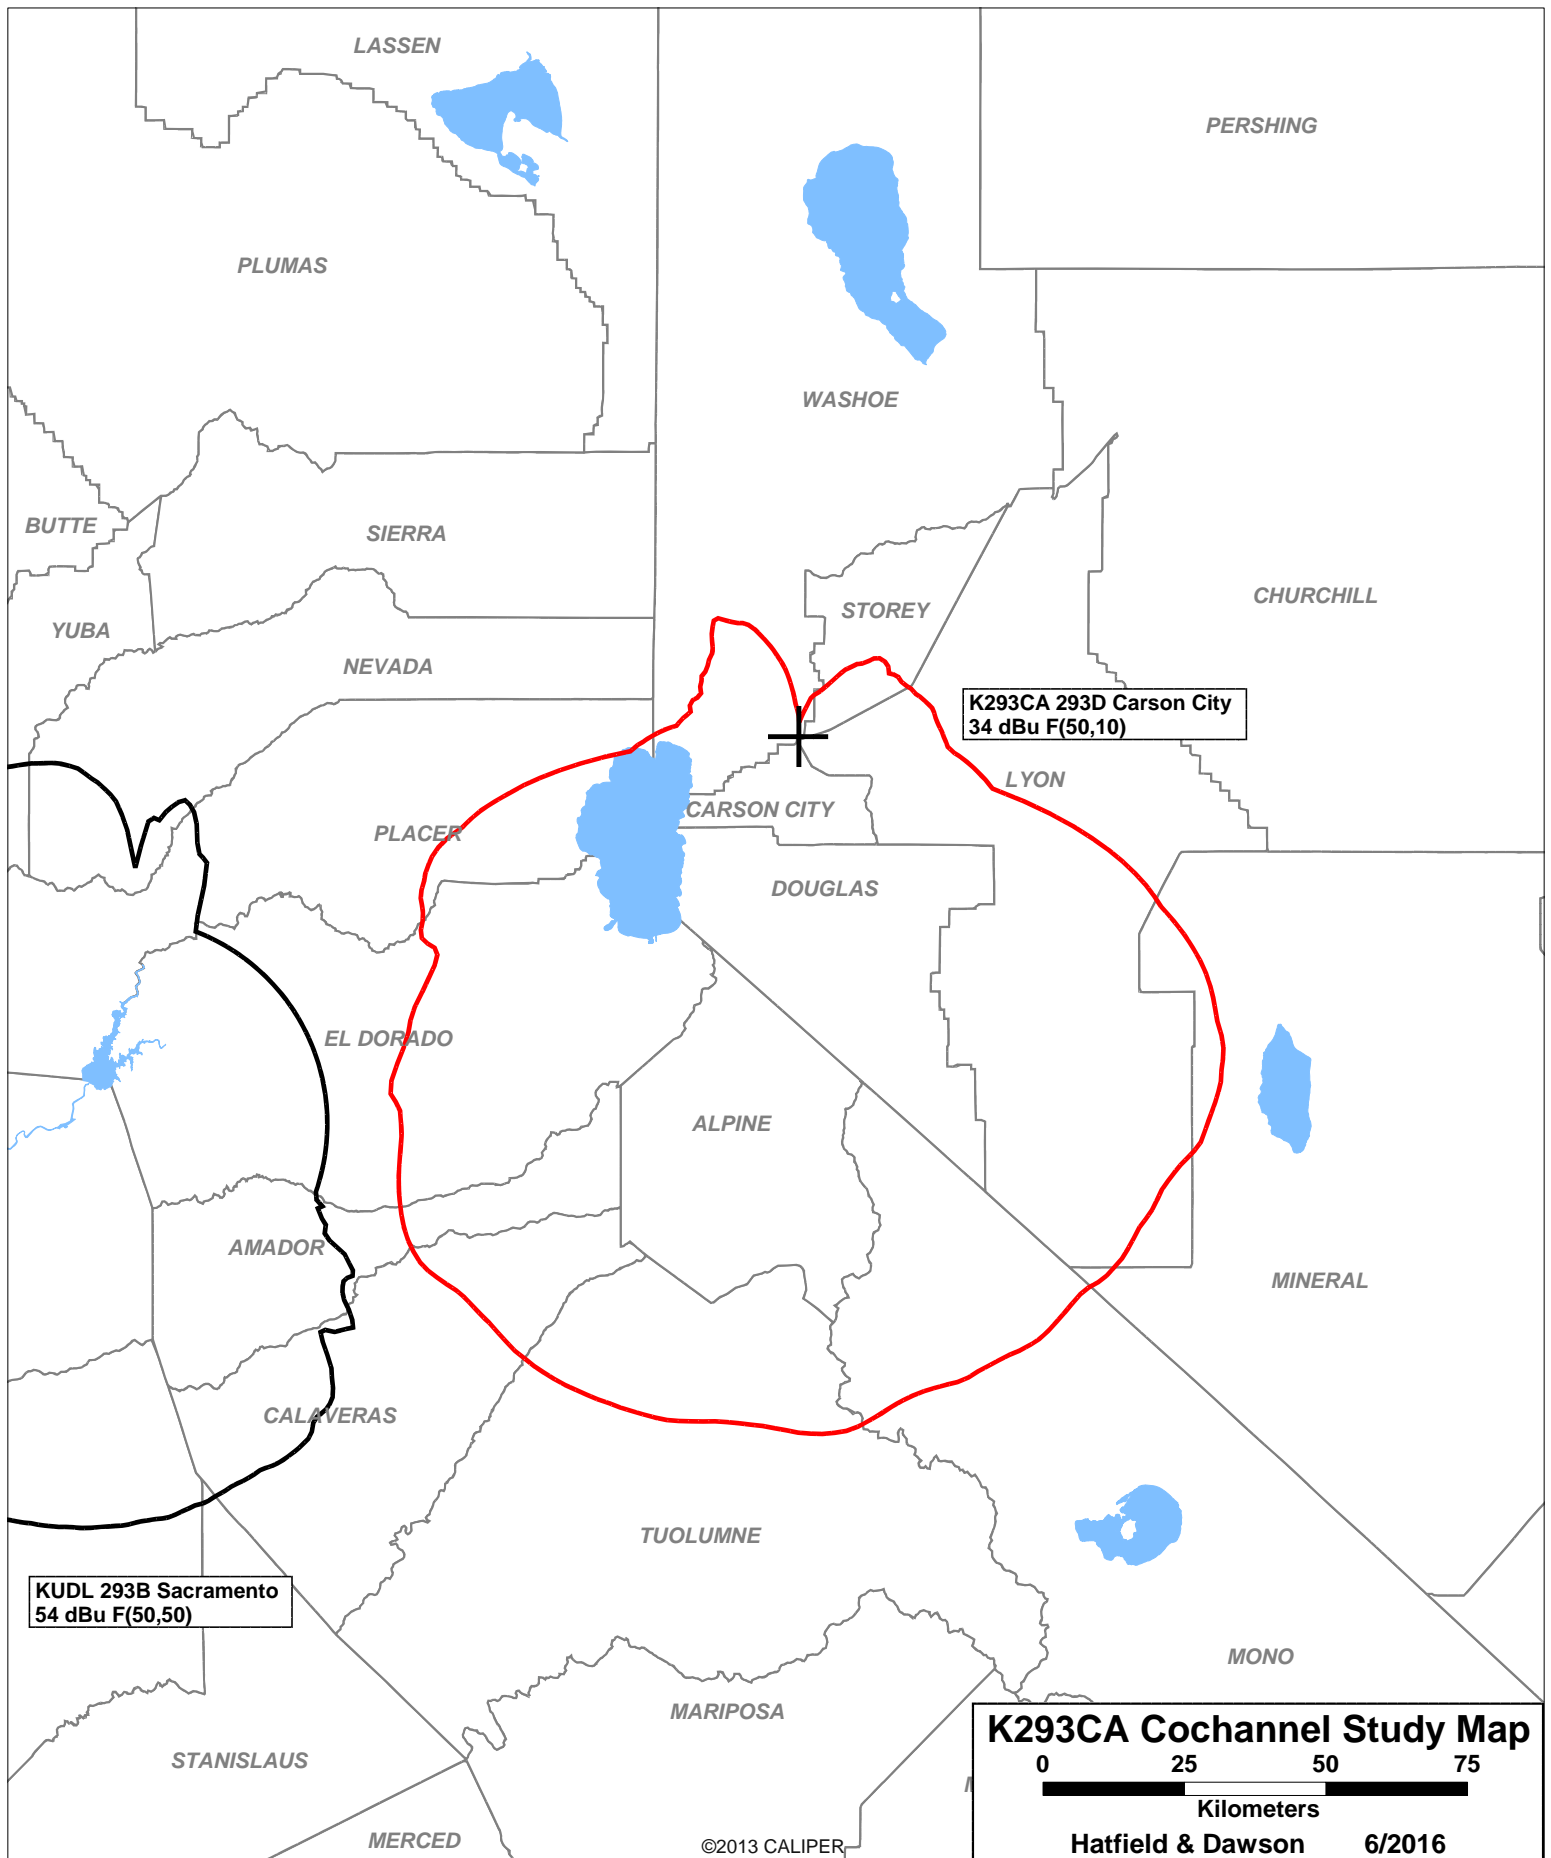 LASSEN
PERSHING
PLUMAS
WASHOE
BUTTE
SIERRA
CHURCHILL
STOREY
YUBA
NEVADA
K293CA 293D Carson City
34 dBu F(50,10)
LYON
CARSON CITY
PLACER
DOUGLAS
EL DORADO
ALPINE
AMADOR
MINERAL
CALAVERAS
TUOLUMNE
KUDL 293B Sacramento
54 dBu F(50,50)
MONO
MARIPOSA
STANISLAUS
MERCED
©2013 CALIPER
K293CA Cochannel Study Map
0 25 50 75
Kilometers
Hatfield & Dawson 6/2016